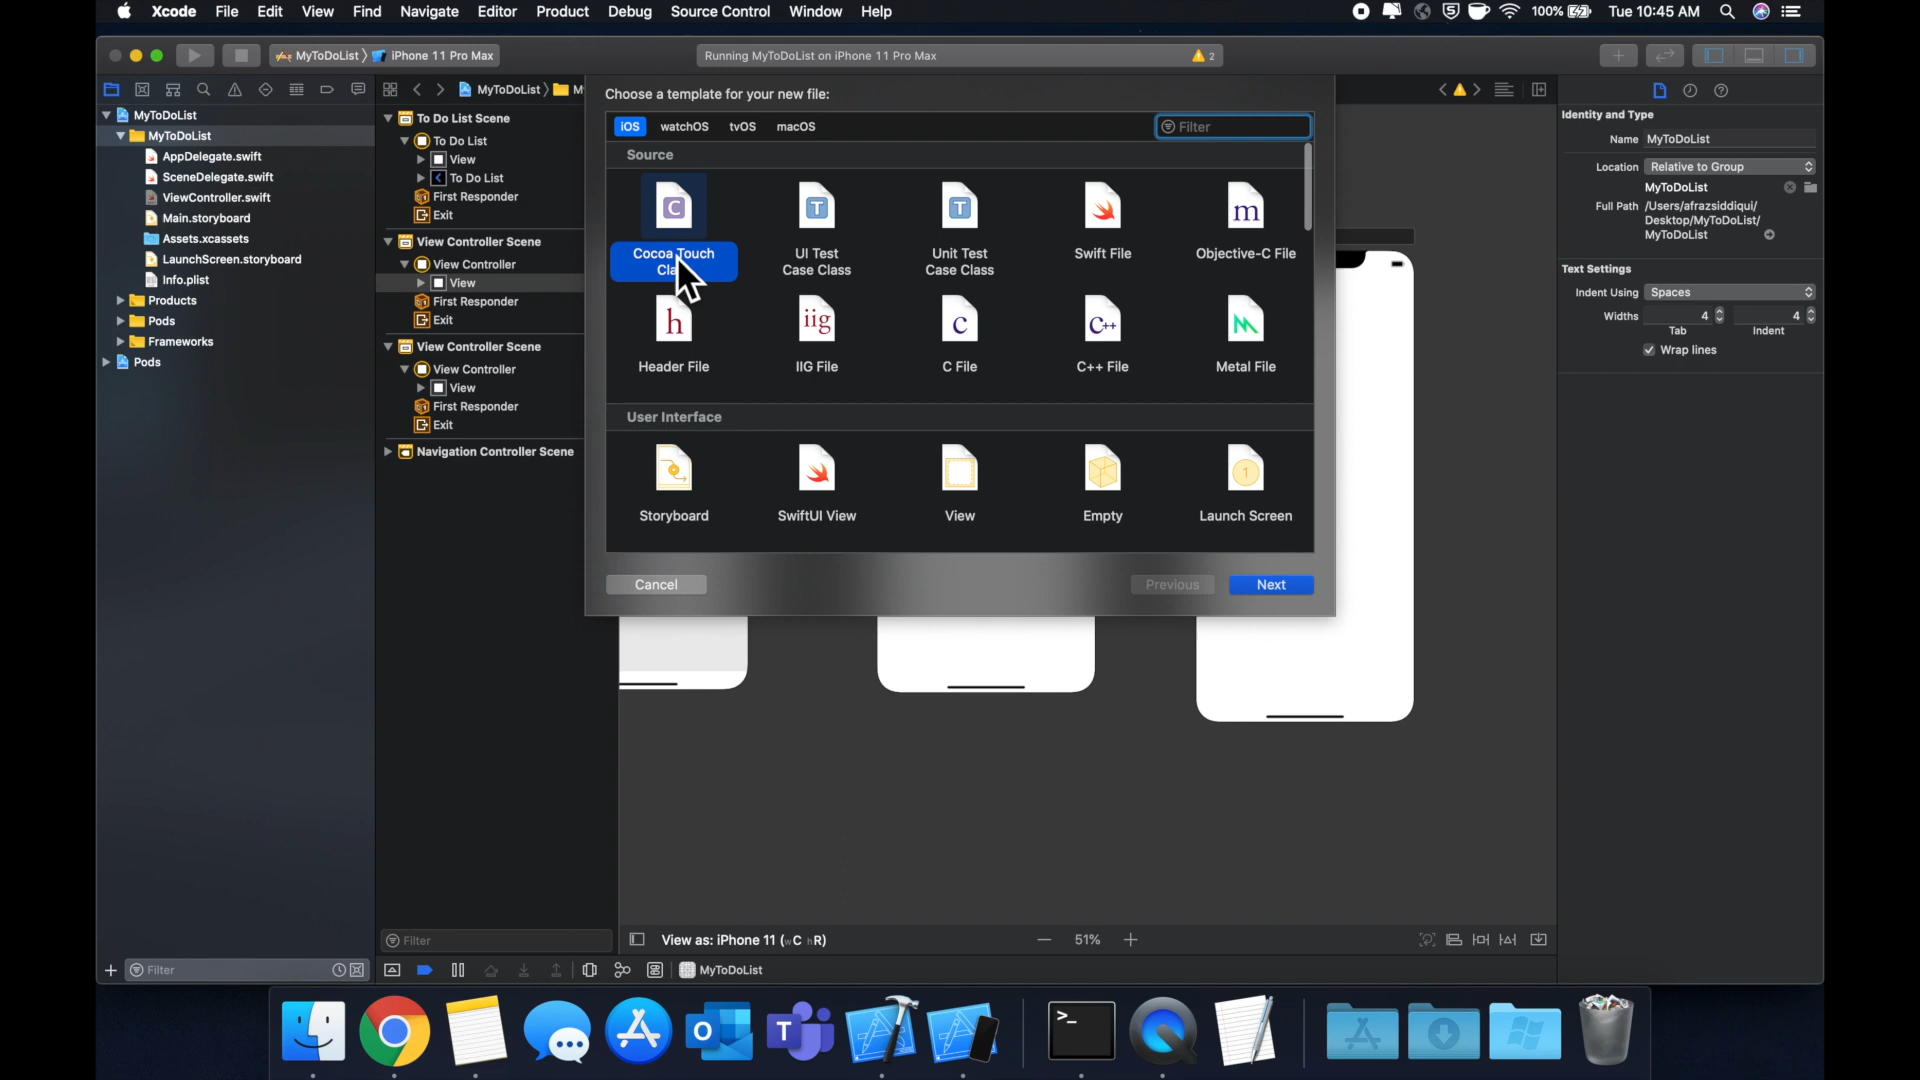 Xcode File Edit View Find Navigate Editor Product Debug Source Control Window Help
100% Tue 10:45 AM
MyToDoList iPhone 11 Pro Max
Running MyToDoList on iPhone 11 Pro Max
2
MyToDoList
MyToDoList
AppDelegate.swift
SceneDelegate.swift
ViewController.swift
Main.storyboard
Assets.xcassets
LaunchScreen.storyboard
Info.plist
Products
Pods
Frameworks
Pods
Filter
MyToDoList
To Do List Scene
To Do List
View
To Do List
First Responder
Exit
View Controller Scene
View Controller
View
First Responder
Exit
View Controller Scene
View Controller
View
First Responder
Exit
Navigation Controller Scene
Filter
Choose a template for your new file:
iOS watchOS tvOS macOS
Filter
Source
C
Cocoa Touch
T
UI Test
Case Class
T
Unit Test
Case Class
Swift File
m
Objective-C File
h
Header File
iig
IIG File
c
C File
C++
C++ File
Metal File
User Interface
Storyboard
SwiftUI View
View
Empty
1
Launch Screen
Cancel
Previous
Next
View as: iPhone 11 (wC hR)
51%
MyToDoList
Identity and Type
Name MyToDoList
Location Relative to Group
MyToDoList
Full Path /Users/afrazsiddiqui/
Desktop/MyToDoList/
MyToDoList
Text Settings
Indent Using Spaces
Widths 4 4
Tab Indent
Wrap lines